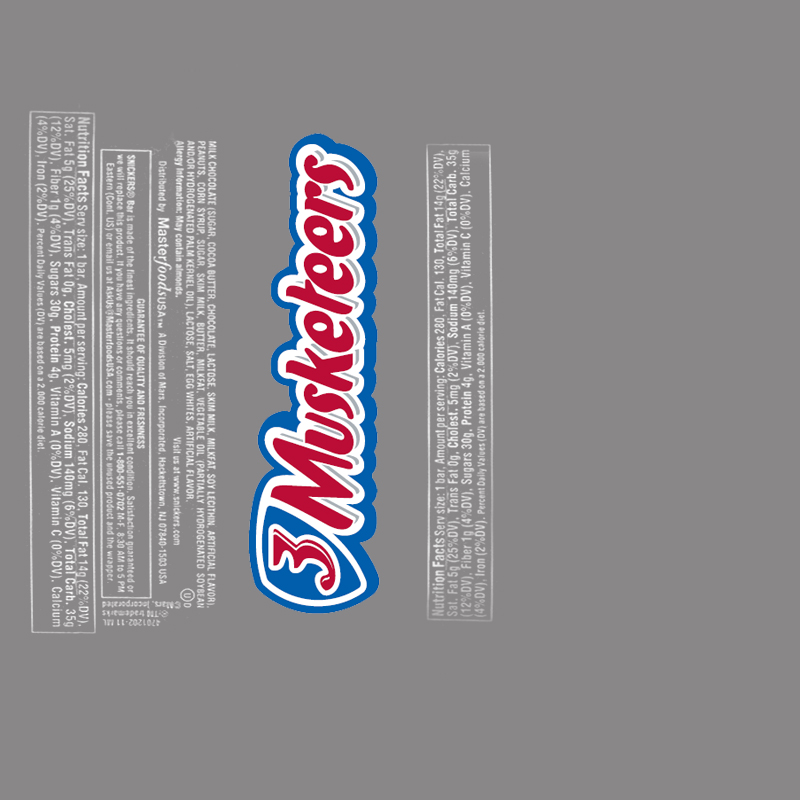 Nutrition Facts Serv size: 1 bar, Amount per serving: Calories 280, Fat Cal. 130, Total Fat 14g (22%DV),
Sat. Fat 5g (25%DV), Trans Fat 0g, Cholest. 5mg (2%DV), Sodium 140mg (6%DV), Total Carb. 35g
(12%DV), Fiber 1g (4%DV), Sugars 30g, Protein 4g, Vitamin A (0%DV), Vitamin C (0%DV), Calcium
(4%DV), Iron (2%DV). Percent Daily Values (DV) are based on a 2,000 calorie diet.
GUARANTEE OF QUALITY AND FRESHNESS
SNICKERS® Bar is made of the finest ingredients. It should reach you in excellent condition. Satisfaction guaranteed or
we will replace this product. If you have any questions or comments, please call 1-800-551-0702 M-F, 8:30 AM to 5 PM
Eastern (Cont. US) or email us at AskUs@MasterfoodsUSA.com - please save the unused product and the wrapper.
4701202-11 ML
®-TM trademarks
©Mars, Incorporated
MILK CHOCOLATE (SUGAR, COCOA BUTTER, CHOCOLATE, LACTOSE, SKIM MILK, MILKFAT, SOY LECITHIN, ARTIFICIAL FLAVOR),
PEANUTS, CORN SYRUP, SUGAR, SKIM MILK, BUTTER, MILKFAT, VEGETABLE OIL (PARTIALLY HYDROGENATED SOYBEAN
AND/OR HYDROGENATED PALM KERNEL OIL), LACTOSE, SALT, EGG WHITES, ARTIFICIAL FLAVOR.
Allergy Information: May contain almonds.
Visit us at www.snickers.com
Distributed by MasterfoodsUSA™ A Division of Mars, Incorporated, Hackettstown, NJ 07840-1503 USA
Ⓤ D
3 Musketeers
Nutrition Facts Serv size: 1 bar, Amount per serving: Calories 280, Fat Cal. 130, Total Fat 14g (22%DV),
Sat. Fat 5g (25%DV), Trans Fat 0g, Cholest. 5mg (2%DV), Sodium 140mg (6%DV), Total Carb. 35g
(12%DV), Fiber 1g (4%DV), Sugars 30g, Protein 4g, Vitamin A (0%DV), Vitamin C (0%DV), Calcium
(4%DV), Iron (2%DV). Percent Daily Values (DV) are based on a 2,000 calorie diet.